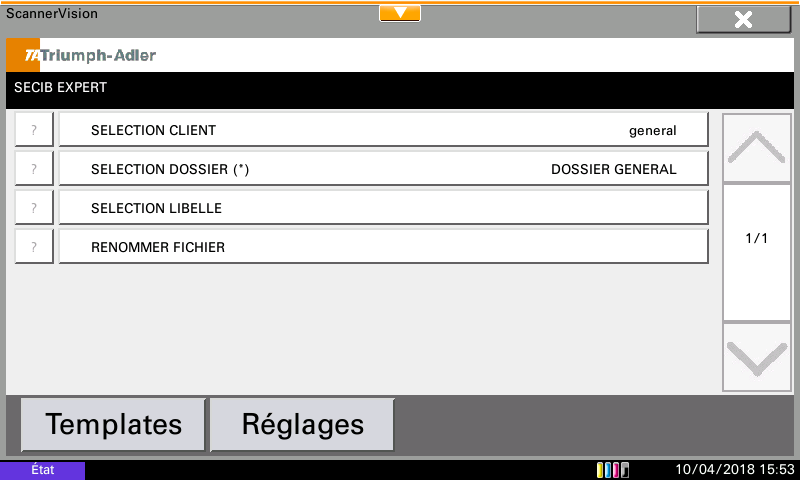 ScannerVision
TA Triumph-Adler
SECIB EXPERT
? SELECTION CLIENT general
? SELECTION DOSSIER (*) DOSSIER GENERAL
? SELECTION LIBELLE
? RENOMMER FICHIER
1/1
Templates Réglages
État 10/04/2018 15:53